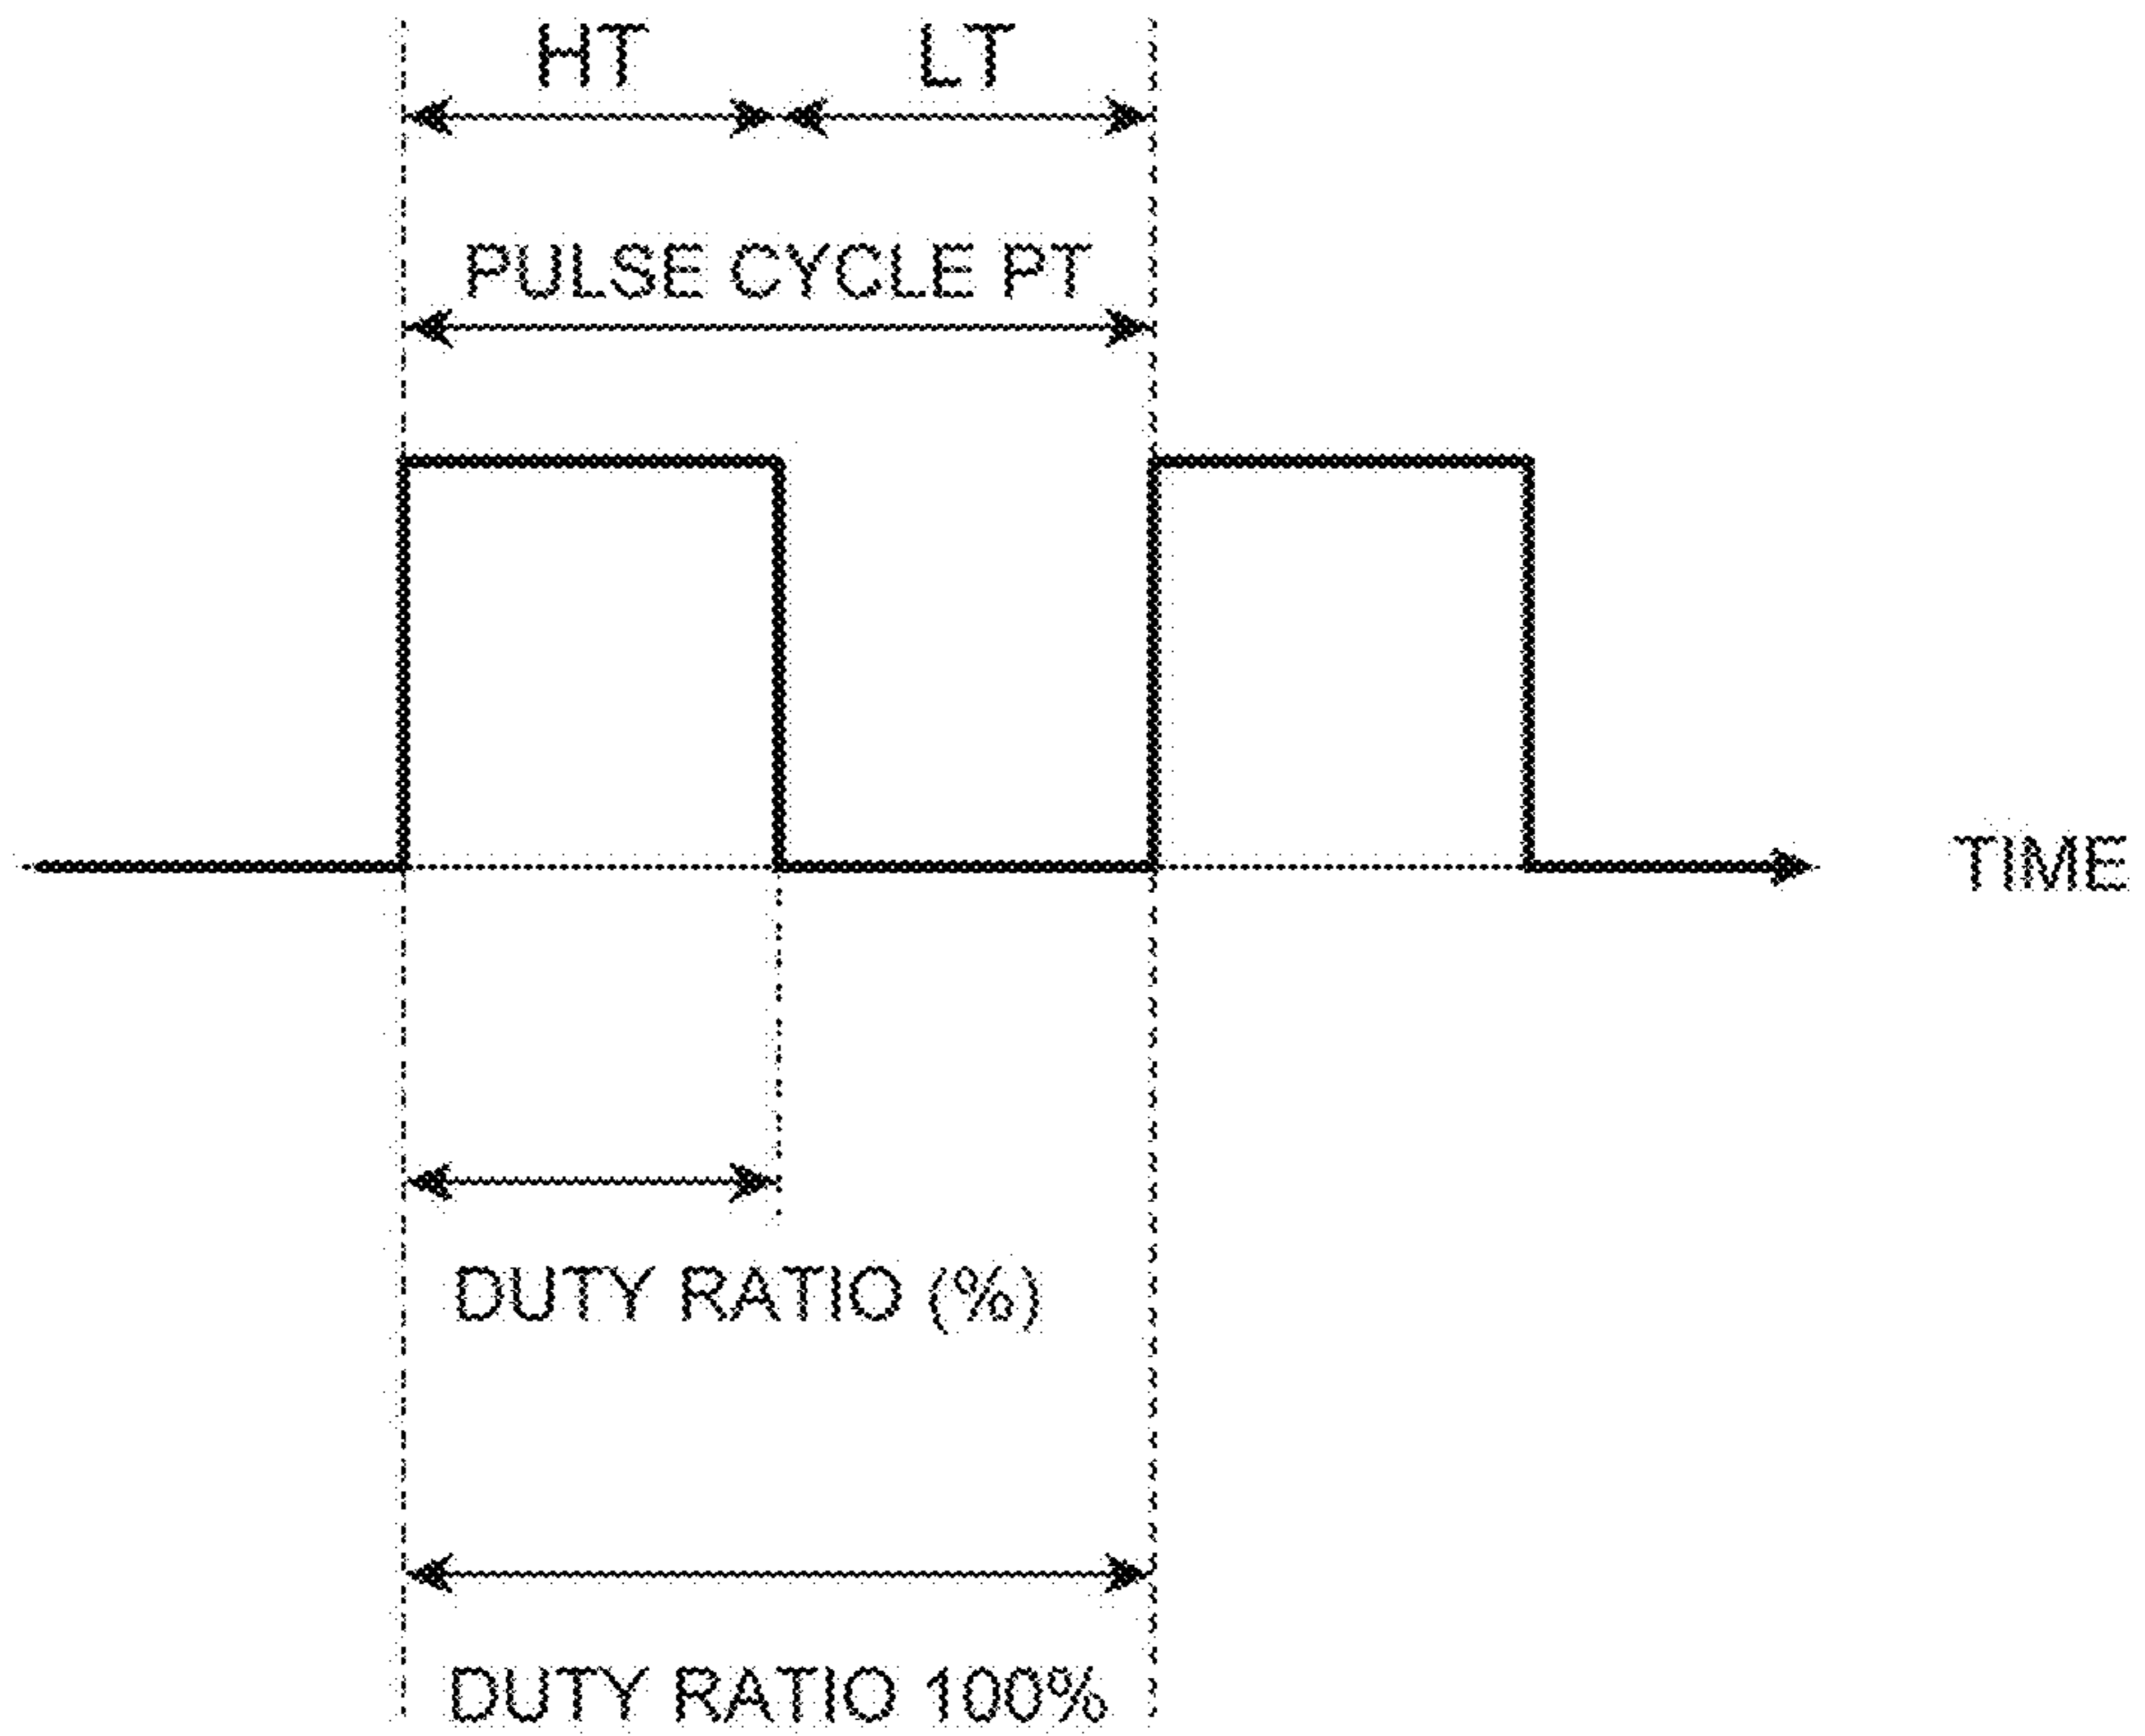 HT LT
PULSE CYCLE PT
TIME
DUTY RATIO (%)
DUTY RATIO 100%